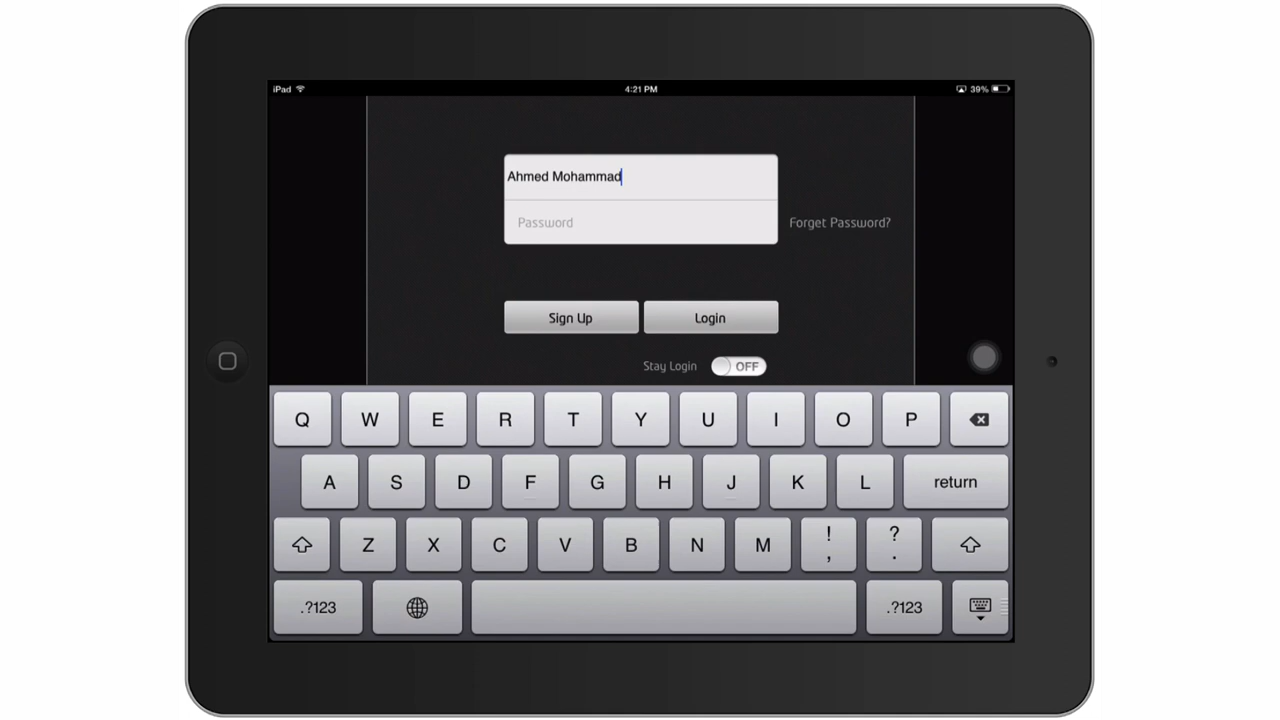 iPad 4:21 PM 39%
Ahmed Mohammad
Password Forget Password?
Sign Up Login
Stay Login OFF
Q W E R T Y U I O P
A S D F G H J K L return
Z X C V B N M ! , ? .
.?123 .?123